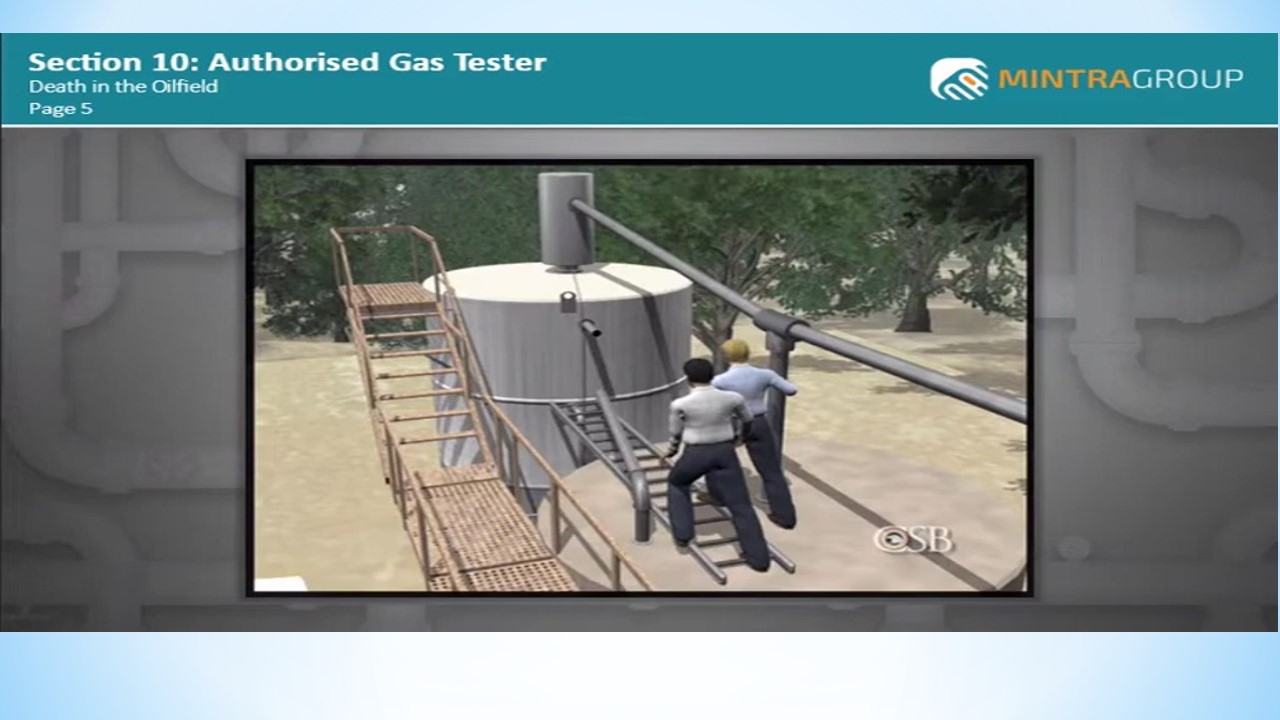 Section 10: Authorised Gas Tester
Death in the Oilfield
Page 5
MINTRAGROUP
CSB